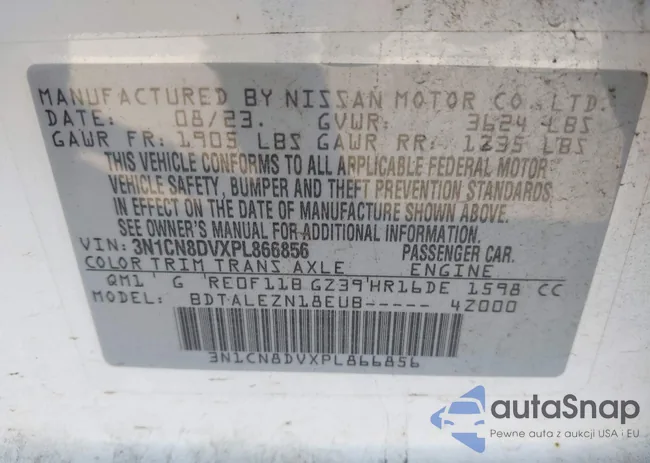 MANUFACTURED BY NISSAN MOTOR CO.,LTD.
DATE: 08/23. GVWR: 3624 LBS
GAWR FR: 1905 LBS GAWR RR: 1735 LBS
THIS VEHICLE CONFORMS TO ALL APPLICABLE FEDERAL MOTOR
VEHICLE SAFETY, BUMPER AND THEFT PREVENTION STANDARDS
IN EFFECT ON THE DATE OF MANUFACTURE SHOWN ABOVE.
SEE OWNER'S MANUAL FOR ADDITIONAL INFORMATION.
VIN: 3N1CN8DVXPL866856 PASSENGER CAR.
COLOR TRIM TRANS AXLE ENGINE
QM1 G RE0F11B GZ39 HR16DE 1598 CC
MODEL: BDTALEZN18EUB----- 4Z000
3N1CN8DVXPL866856
autaSnap
Pewne auta z aukcji USA i EU